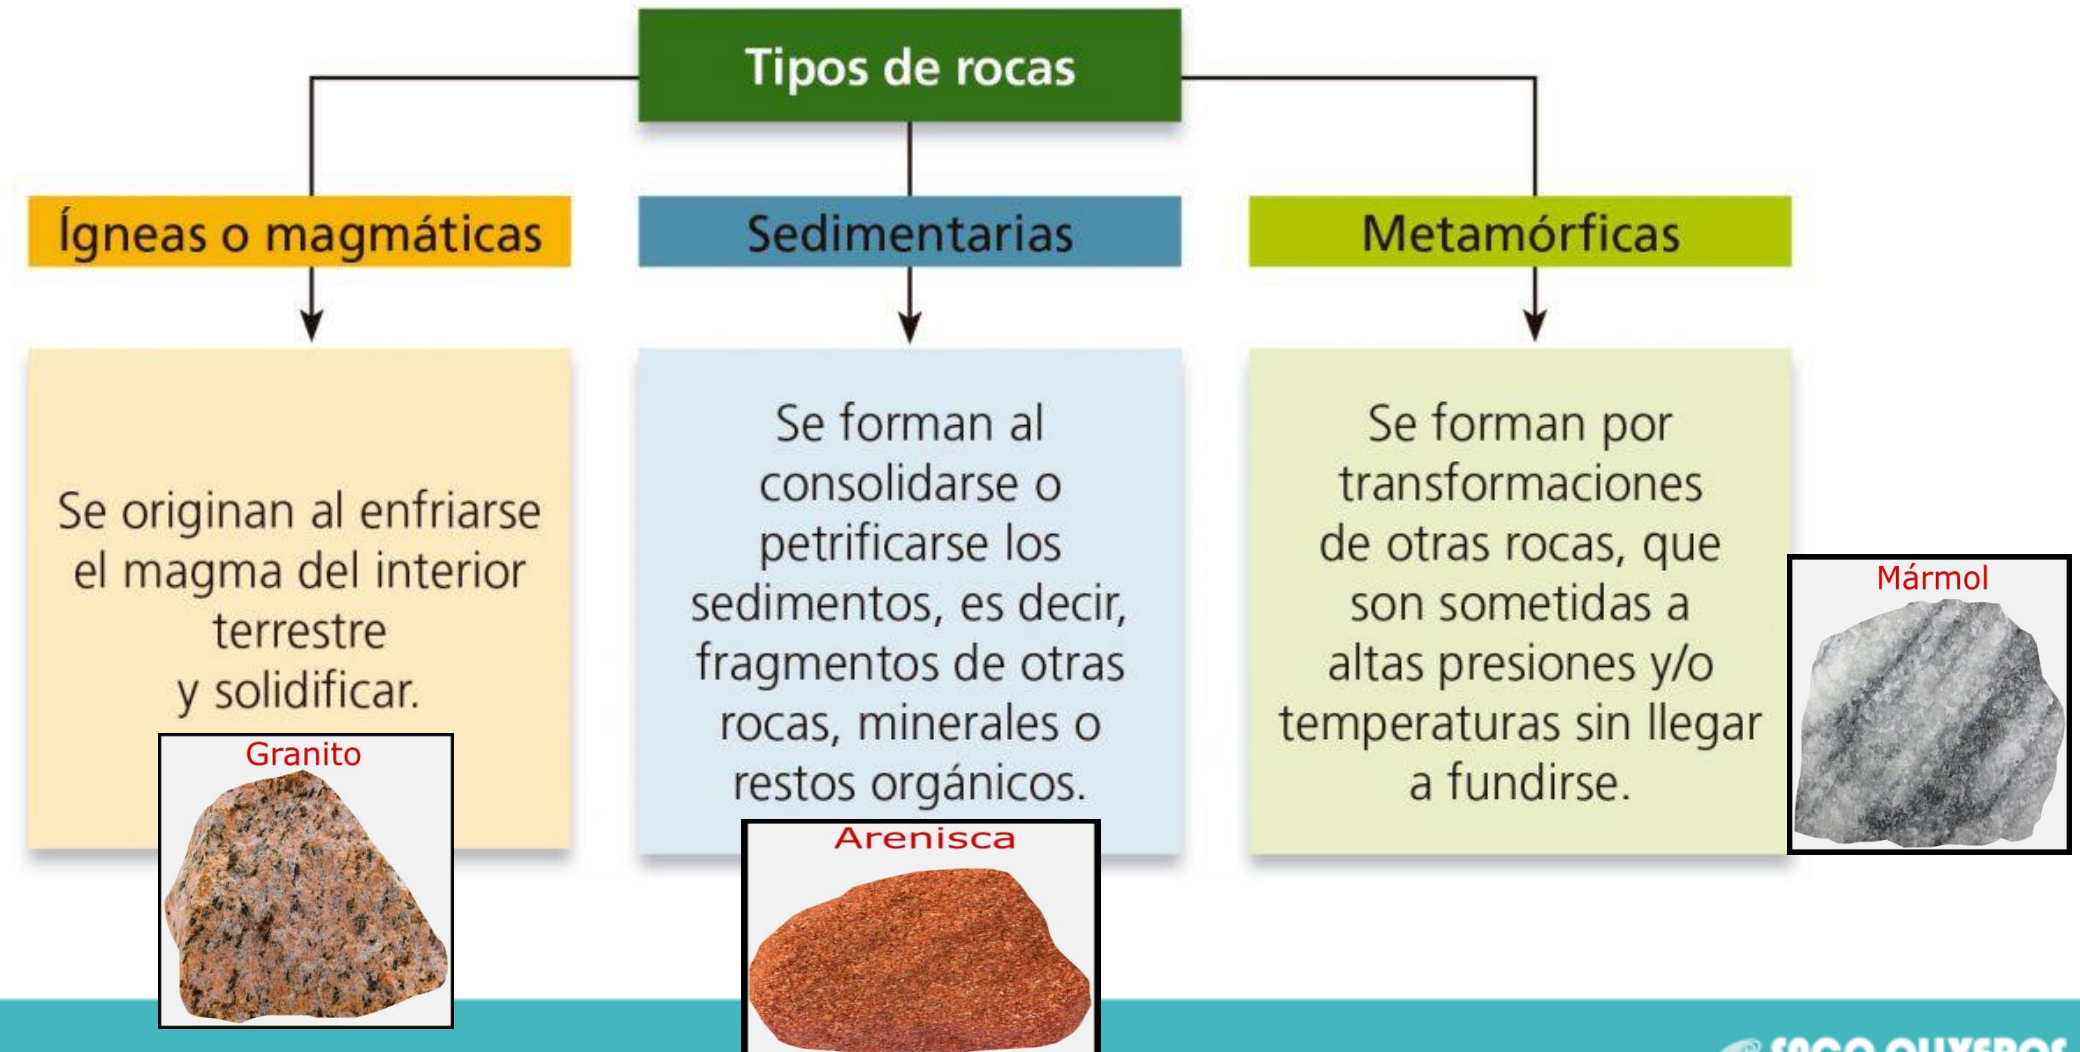 Tipos de rocas
Ígneas o magmáticas
Sedimentarias
Metamórficas
Se originan al enfriarse
el magma del interior
terrestre
y solidificar.
Granito
Se forman al
consolidarse o
petrificarse los
sedimentos, es decir,
fragmentos de otras
rocas, minerales o
restos orgánicos.
Arenisca
Se forman por
transformaciones
de otras rocas, que
son sometidas a
altas presiones y/o
temperaturas sin llegar
a fundirse.
Mármol